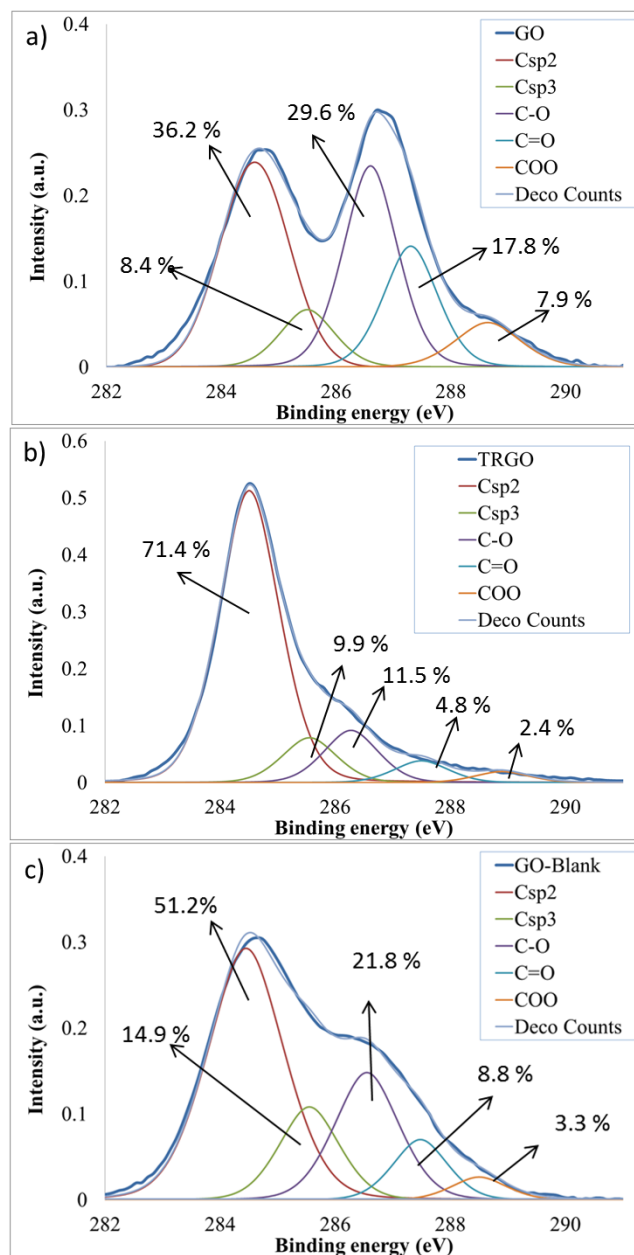 a)
0.4
0.3
0.2
0.1
0
Intensity (a.u.)
36.2 %
29.6 %
8.4 %
17.8 %
7.9 %
GO
Csp2
Csp3
C-O
C=O
COO
Deco Counts
282 284 286 288 290
Binding energy (eV)
b)
0.6
0.5
0.4
0.3
0.2
0.1
0
Intensity (a.u.)
71.4 %
9.9 %
11.5 %
4.8 %
2.4 %
TRGO
Csp2
Csp3
C-O
C=O
COO
Deco Counts
282 284 286 288 290
Binding energy (eV)
c)
0.4
0.3
0.2
0.1
0
Intensity (a.u.)
51.2%
14.9 %
21.8 %
8.8 %
3.3 %
GO-Blank
Csp2
Csp3
C-O
C=O
COO
Deco Counts
282 284 286 288 290
Binding energy (eV)